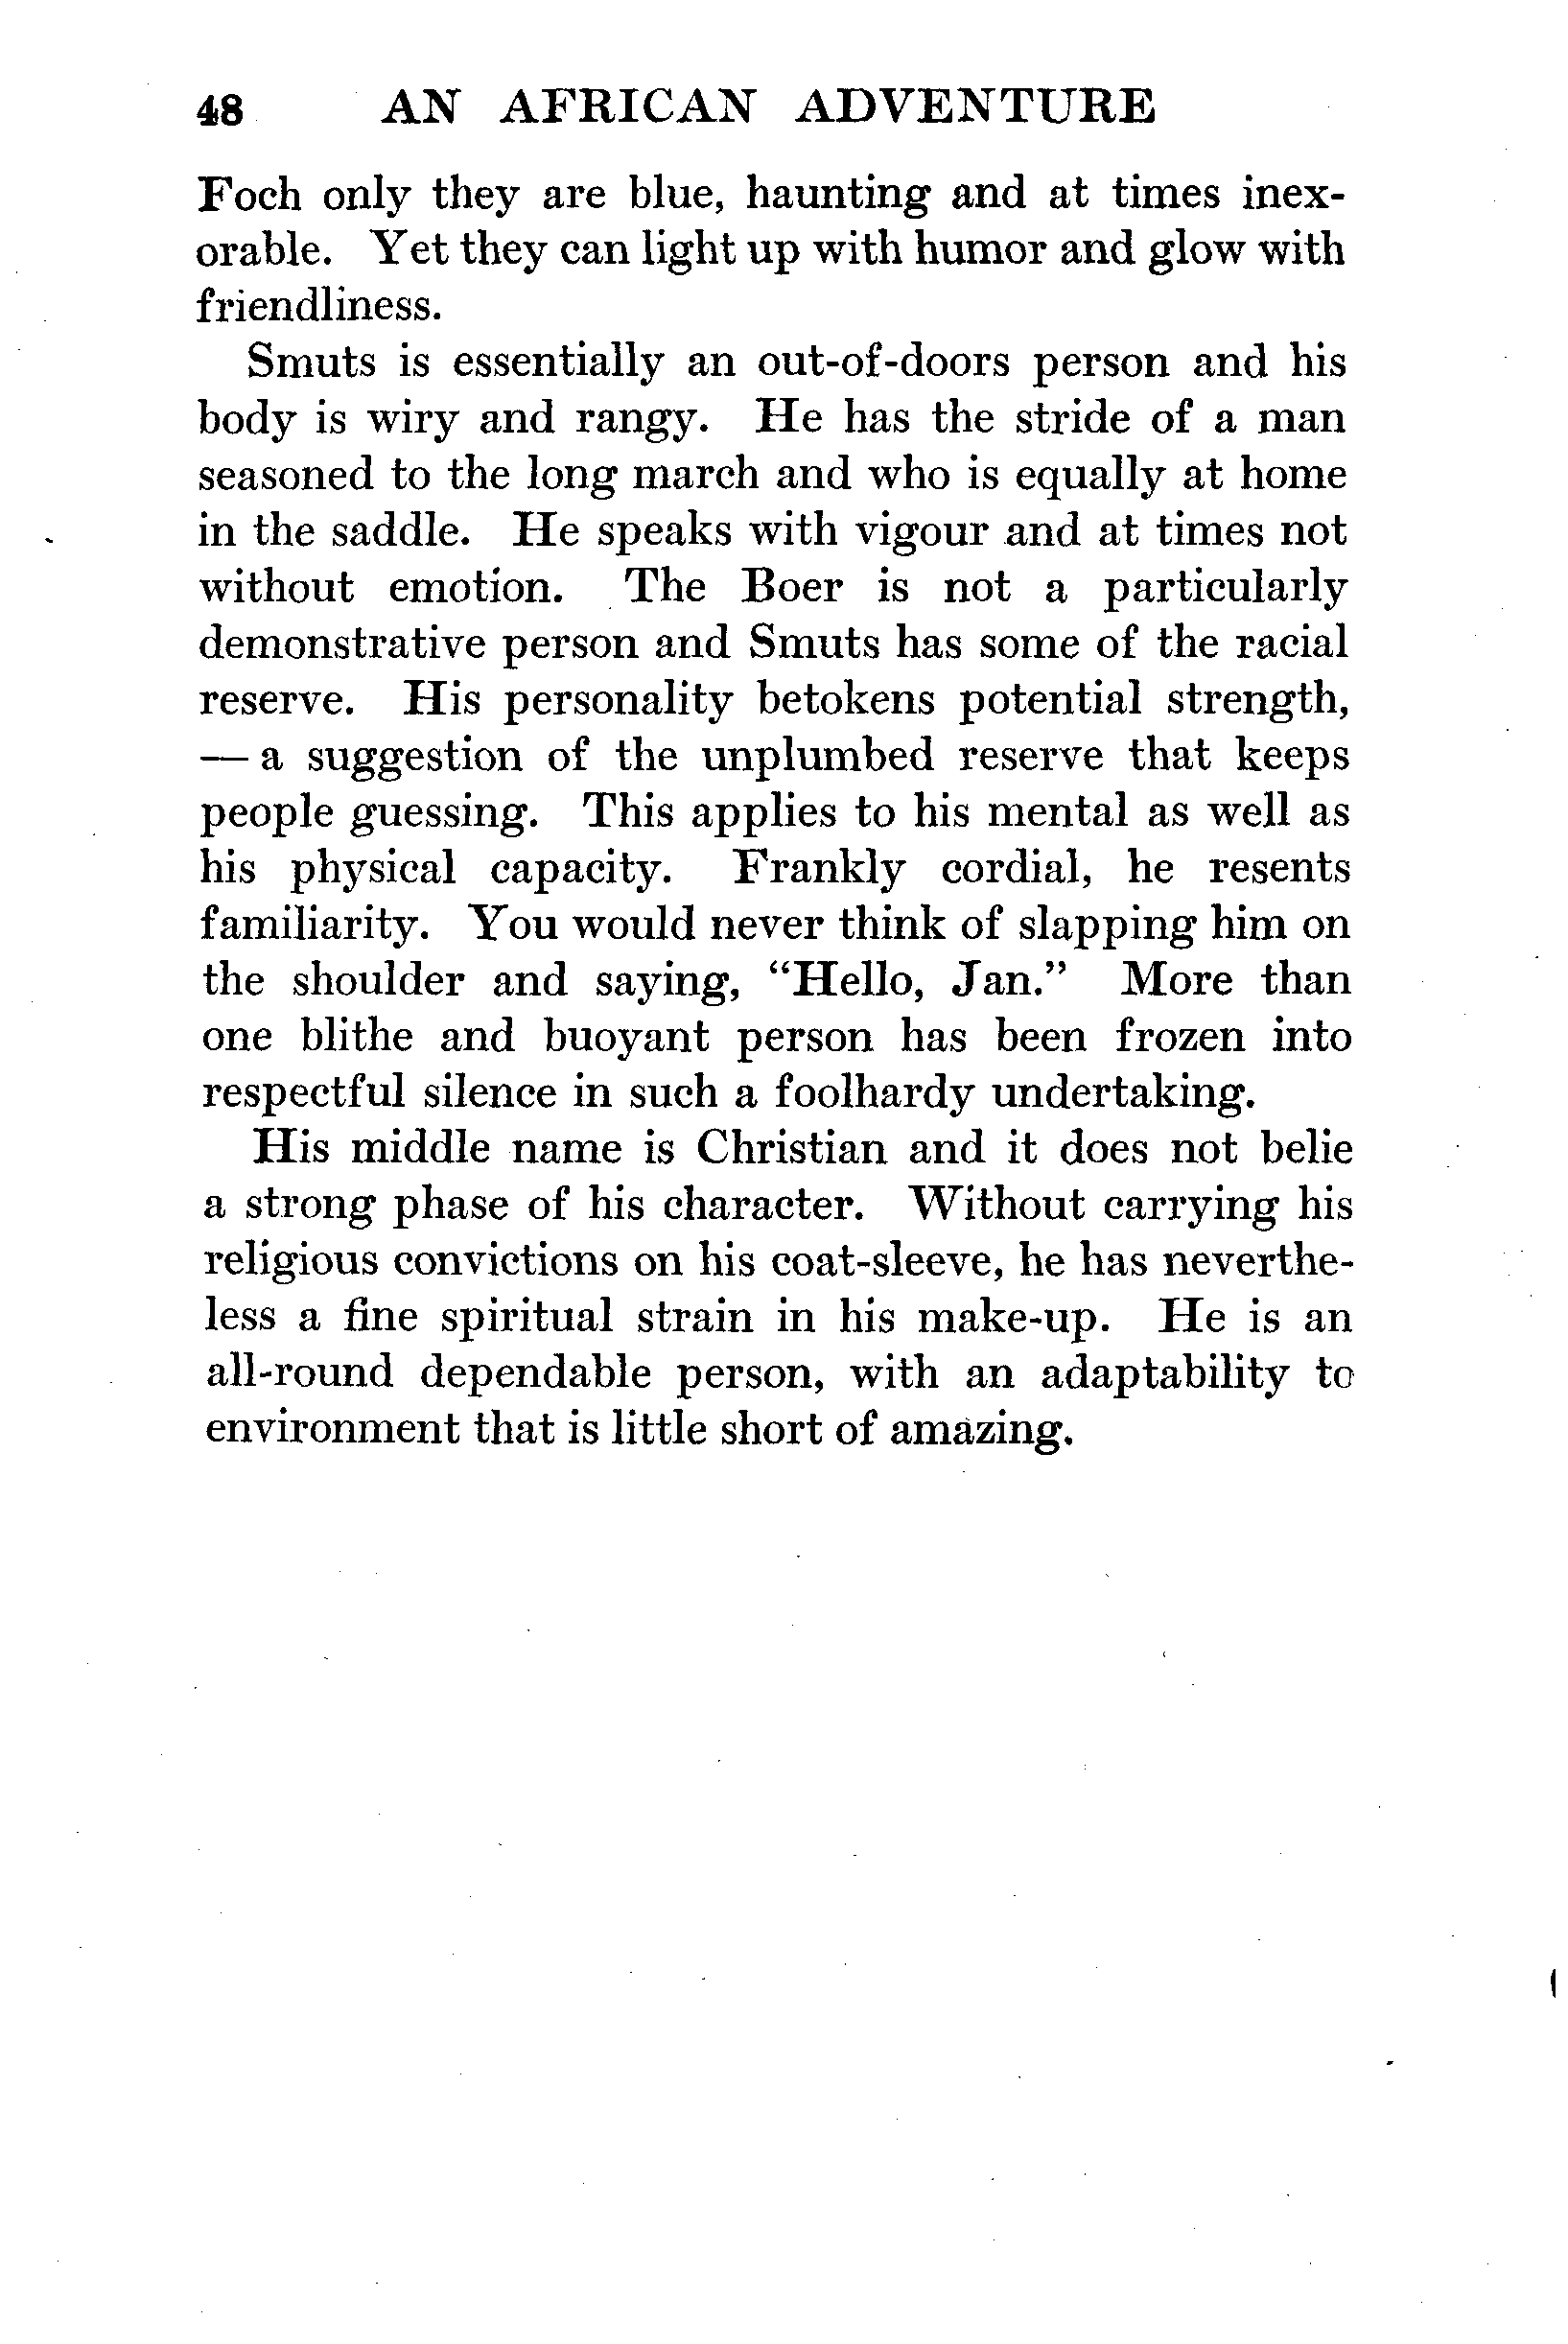 48 AN AFRICAN ADVENTURE
Foch only they are blue, haunting and at times inex-
orable. Yet they can light up with humor and glow with
friendliness.
Smuts is essentially an out-of-doors person and his
body is wiry and rangy. He has the stride of a man
seasoned to the long march and who is equally at home
in the saddle. He speaks with vigour and at times not
without emotion. The Boer is not a particularly
demonstrative person and Smuts has some of the racial
reserve. His personality betokens potential strength,
— a suggestion of the unplumbed reserve that keeps
people guessing. This applies to his mental as well as
his physical capacity. Frankly cordial, he resents
familiarity. You would never think of slapping him on
the shoulder and saying, “Hello, Jan.” More than
one blithe and buoyant person has been frozen into
respectful silence in such a foolhardy undertaking.
His middle name is Christian and it does not belie
a strong phase of his character. Without carrying his
religious convictions on his coat-sleeve, he has neverthe-
less a fine spiritual strain in his make-up. He is an
all-round dependable person, with an adaptability to
environment that is little short of amazing.